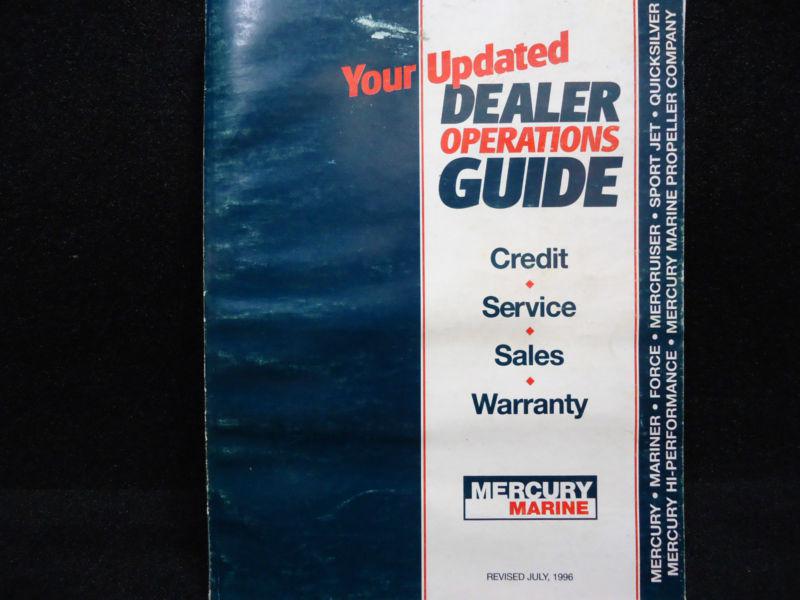 Your Updated
DEALER
OPERATIONS
GUIDE
Credit
Service
Sales
Warranty
MERCURY
MARINE
REVISED JULY, 1996
MERCURY • MARINER • FORCE • MERCRUISER • SPORT JET • QUICKSILVER
MERCURY HI-PERFORMANCE • MERCURY MARINE PROPELLER COMPANY